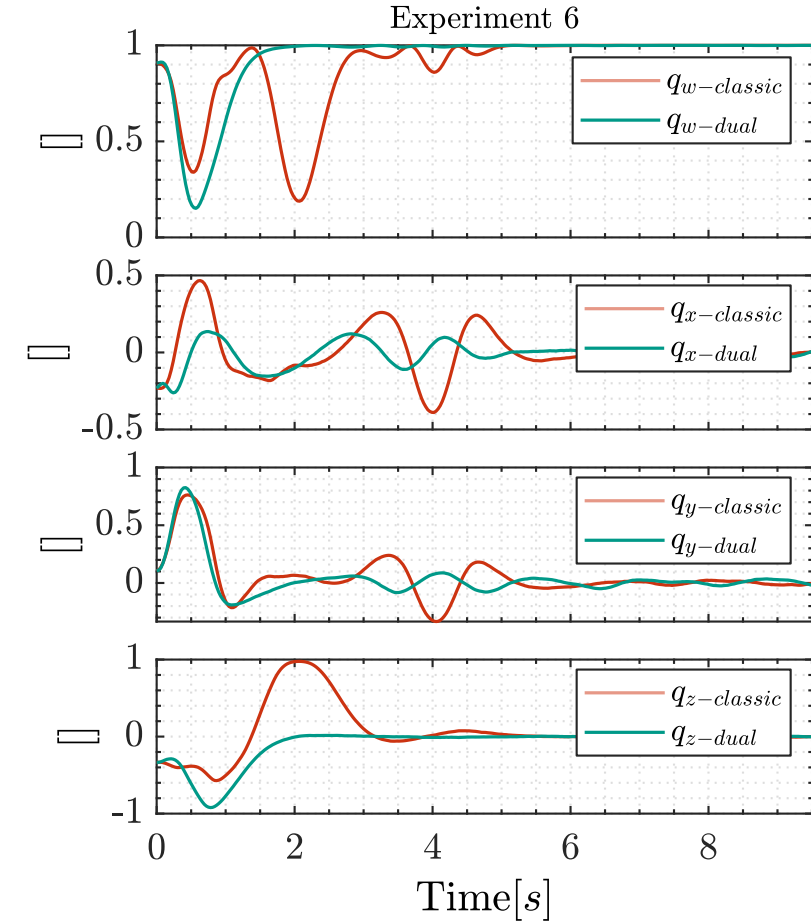 Experiment 6
1
0.5
0
[]
q_{w-classic}
q_{w-dual}
0.5
0
-0.5
[]
q_{x-classic}
q_{x-dual}
1
0.5
0
[]
q_{y-classic}
q_{y-dual}
1
0
-1
[]
q_{z-classic}
q_{z-dual}
0 2 4 6 8
Time[s]